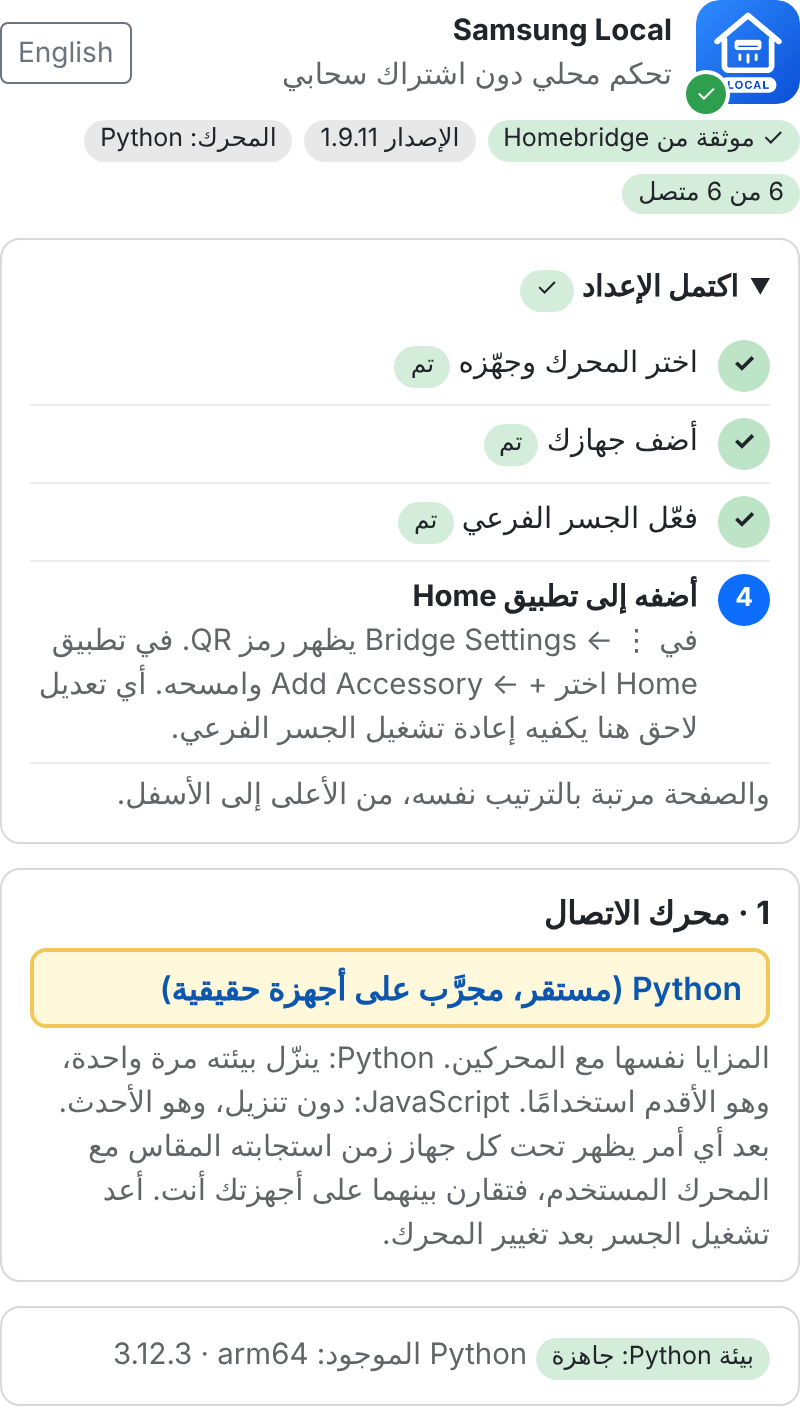 Samsung Local
تحكم محلي دون اشتراك سحابي
English
LOCAL
✓ موثقة من Homebridge
الإصدار 1.9.11
المحرك: Python
6 من 6 متصل
▼ اكتمل الإعداد ✓
✓ اختر المحرك وجهّزه تم
✓ أضف جهازك تم
✓ فعّل الجسر الفرعي تم
4 أضفه إلى تطبيق Home
في ⋮ ← Bridge Settings يظهر رمز QR. في تطبيق
Home اختر + ← Add Accessory وامسحه. أي تعديل
لاحق هنا يكفيه إعادة تشغيل الجسر الفرعي.
والصفحة مرتبة بالترتيب نفسه، من الأعلى إلى الأسفل.
1 · محرك الاتصال
Python (مستقر، مجرَّب على أجهزة حقيقية)
المزايا نفسها مع المحركين. Python: ينزّل بيئته مرة واحدة،
وهو الأقدم استخدامًا. JavaScript: دون تنزيل، وهو الأحدث.
بعد أي أمر يظهر تحت كل جهاز زمن استجابته المقاس مع
المحرك المستخدم، فتقارن بينهما على أجهزتك أنت. أعد
تشغيل الجسر بعد تغيير المحرك.
بيئة Python: جاهزة
Python الموجود: 3.12.3 · arm64